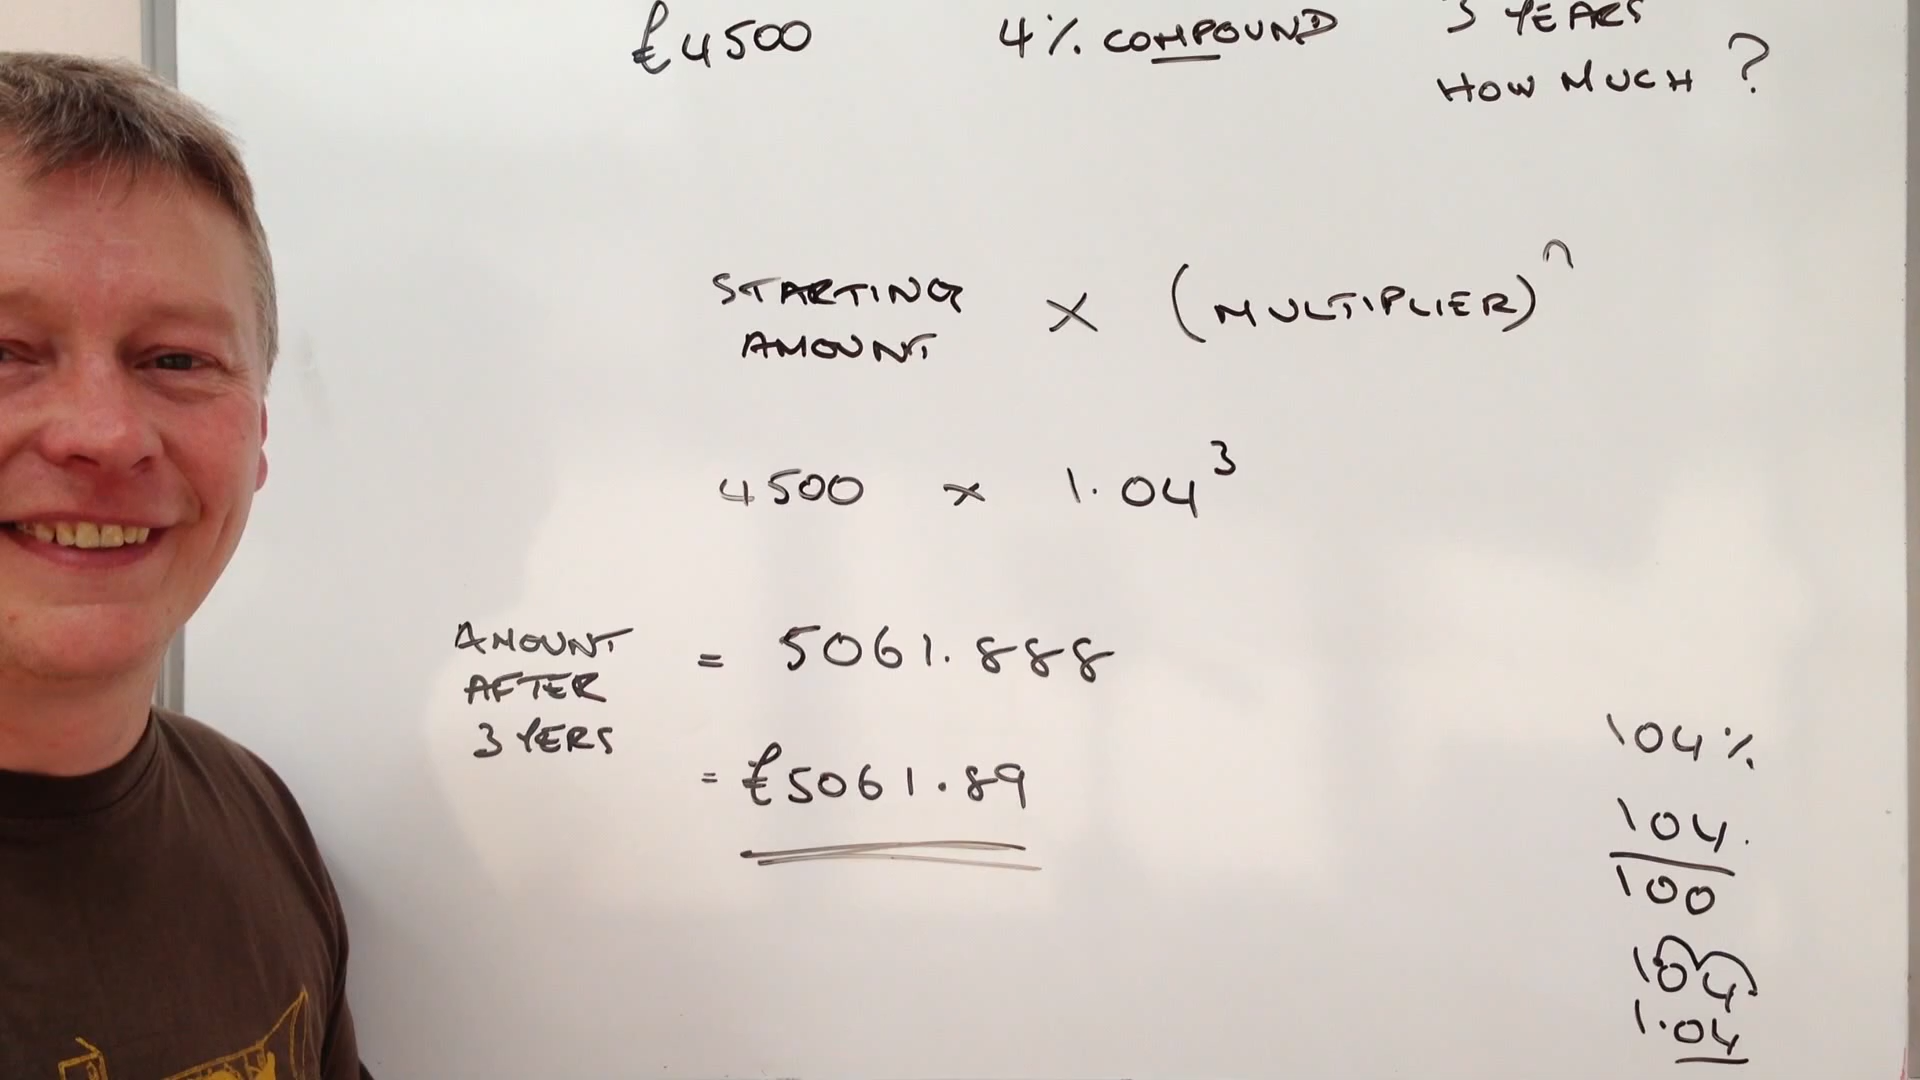 £4500 4% COMPOUND 3 YEARS
HOW MUCH ?
STARTING
AMOUNT × (MULTIPLIER)ⁿ
4500 × 1.04³
AMOUNT
AFTER
3 YERS
= 5061.888
= £5061.89
104%
104.
100
104
1.04